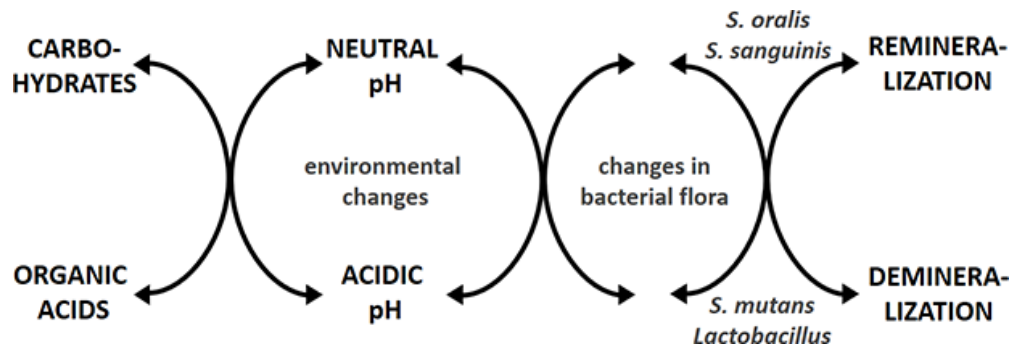 CARBO-
HYDRATES
NEUTRAL
pH
S. oralis
S. sanguinis
REMINERA-
LIZATION
environmental
changes
changes in
bacterial flora
ORGANIC
ACIDS
ACIDIC
pH
S. mutans
Lactobacillus
DEMINERA-
LIZATION